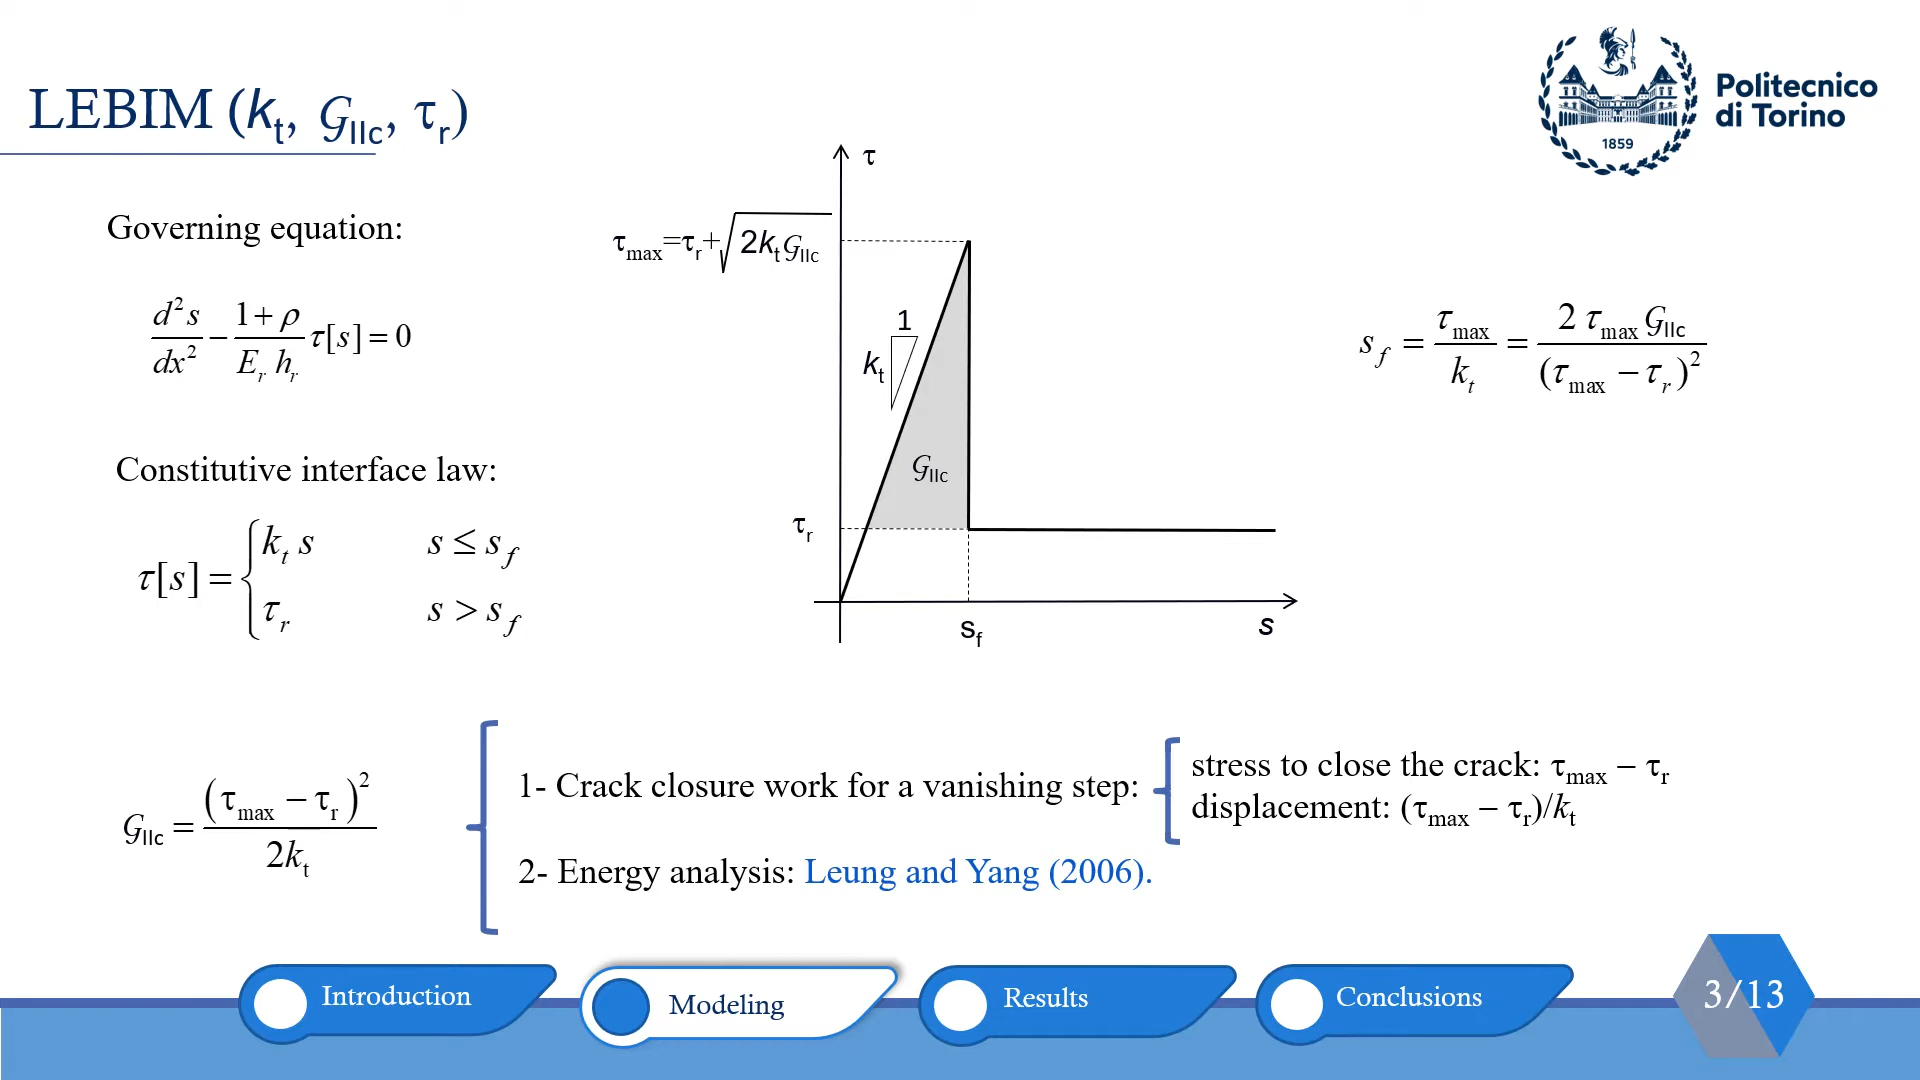 LEBIM (kt, 𝒢IIc, τr)
Politecnico
di Torino
1859
Governing equation:
d²s/dx² − (1+ρ)/(Er hr) τ[s] = 0
Constitutive interface law:
τ[s] = { kt s  s ≤ sf
τr  s > sf
τ
τmax=τr+√2kt𝒢IIc
1
kt
𝒢IIc
τr
sf
s
sf = τmax/kt = 2 τmax 𝒢IIc/(τmax − τr)²
𝒢IIc = (τmax − τr)²/2kt
1- Crack closure work for a vanishing step:
stress to close the crack: τmax − τr
displacement: (τmax − τr)/kt
2- Energy analysis: Leung and Yang (2006).
Introduction
Modeling
Results
Conclusions
3/13